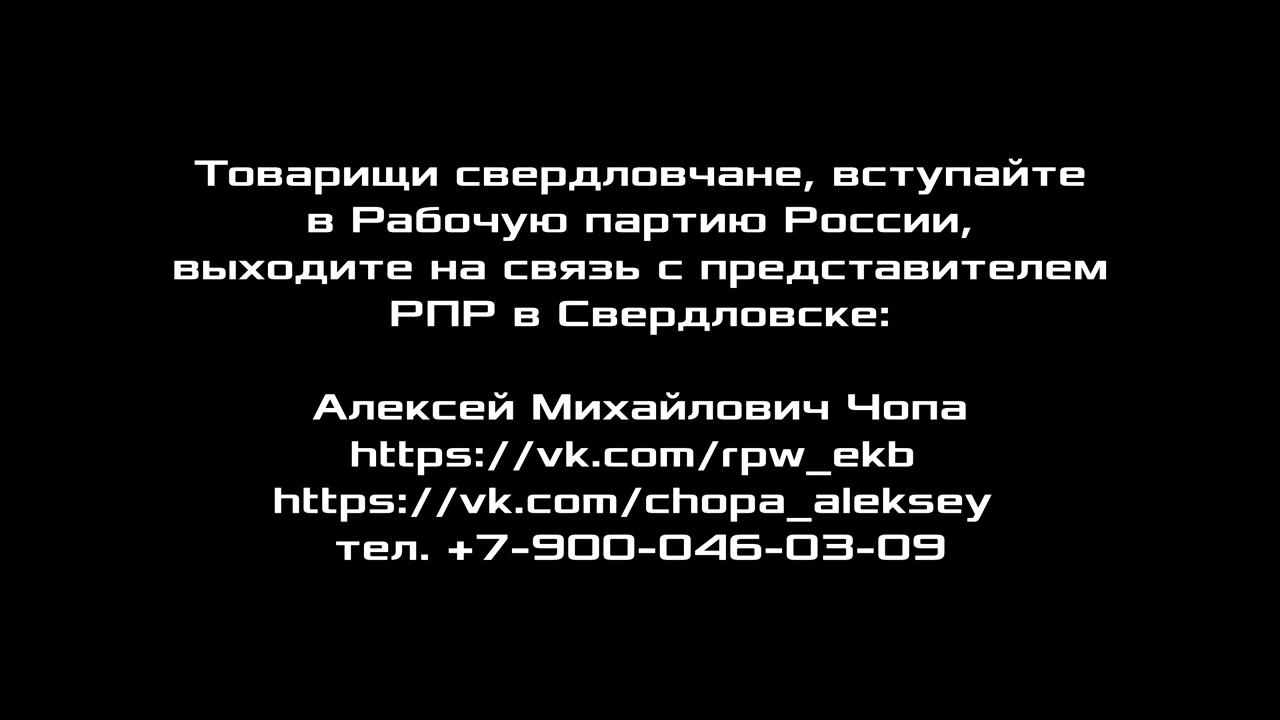 Товарищи свердловчане, вступайте
в Рабочую партию России,
выходите на связь с представителем
РПР в Свердловске:
Алексей Михайлович Чопа
https://vk.com/rpw_ekb
https://vk.com/chopa_aleksey
тел. +7-900-046-03-09